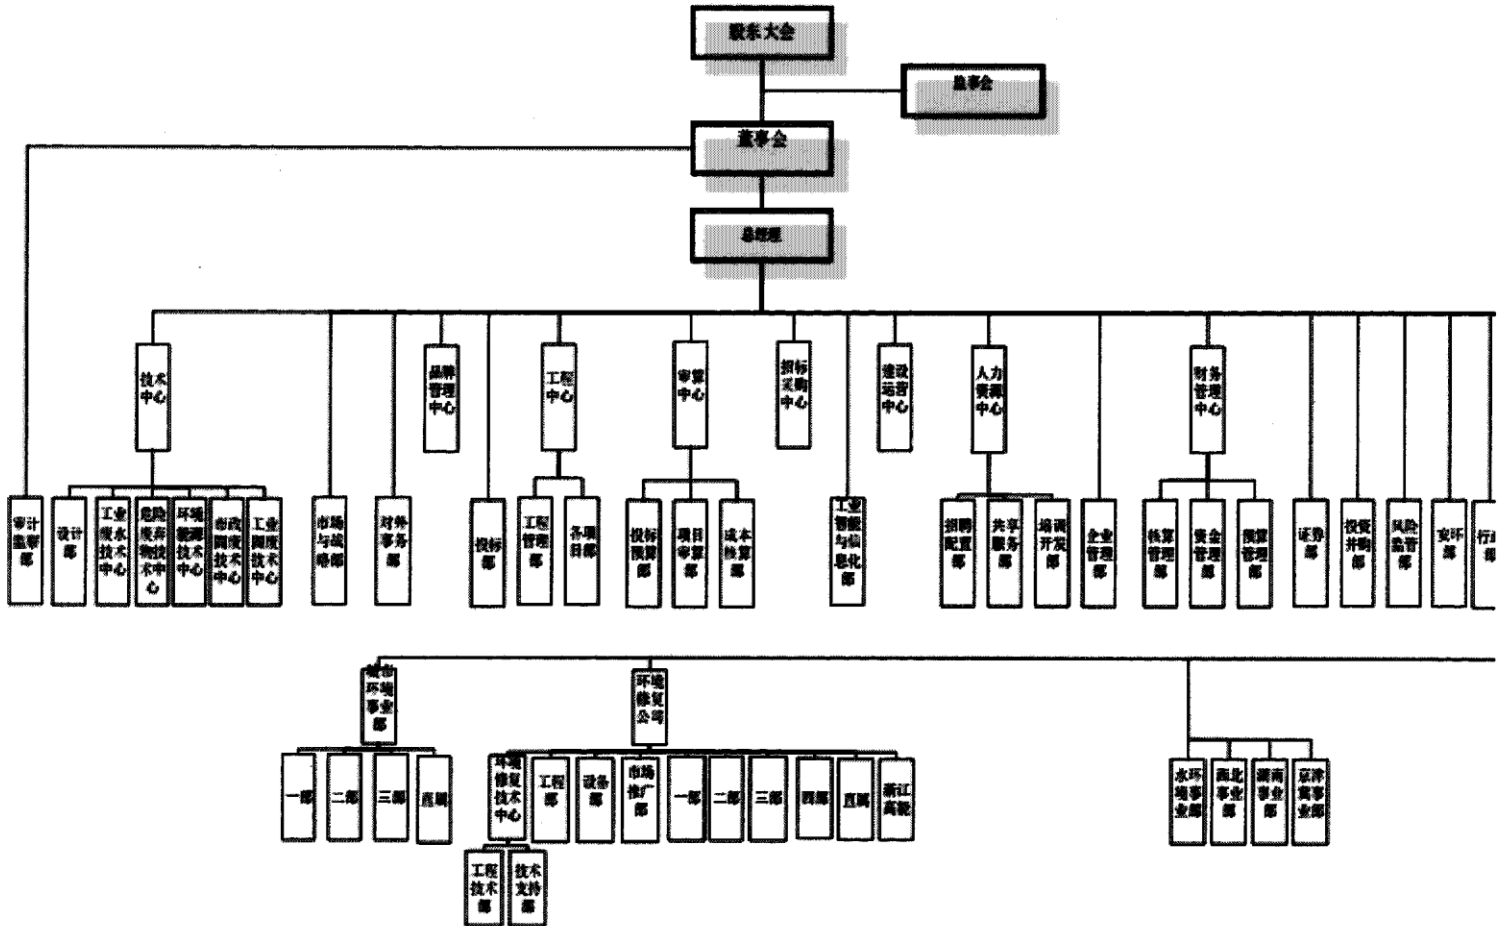 股东大会
监事会
董事会
总经理
技术
中心
品牌
管理
中心
工程
中心
审算
中心
招标
采购
中心
建设
运营
中心
人力
资源
中心
财务
管理
中心
审计
监察
部
设计
部
工业
废水
技术
中心
危险
废弃
物技
术中
心
环境
能源
技术
中心
市政
固废
技术
中心
工业
固废
技术
中心
市场
与战
略部
对外
事务
部
投标
部
工程
管理
部
各项
目部
投标
预算
部
项目
审算
部
成本
核算
部
工业
智能
与信
息化
部
招聘
配置
部
共享
服务
部
培训
开发
部
企业
管理
部
核算
管理
部
资金
管理
部
预算
管理
部
证券
部
投资
并购
部
风险
监管
部
安环
部
行政
部
城市
环境
事业
部
环境
修复
公司
一部
二部
三部
直属
环境
修复
技术
中心
工程
部
设备
部
市场
推广
部
一部
二部
三部
四部
直属
浙江
高能
水环
境事
业部
西北
事业
部
湖南
事业
部
京津
冀事
业部
工程
技术
部
技术
支持
部